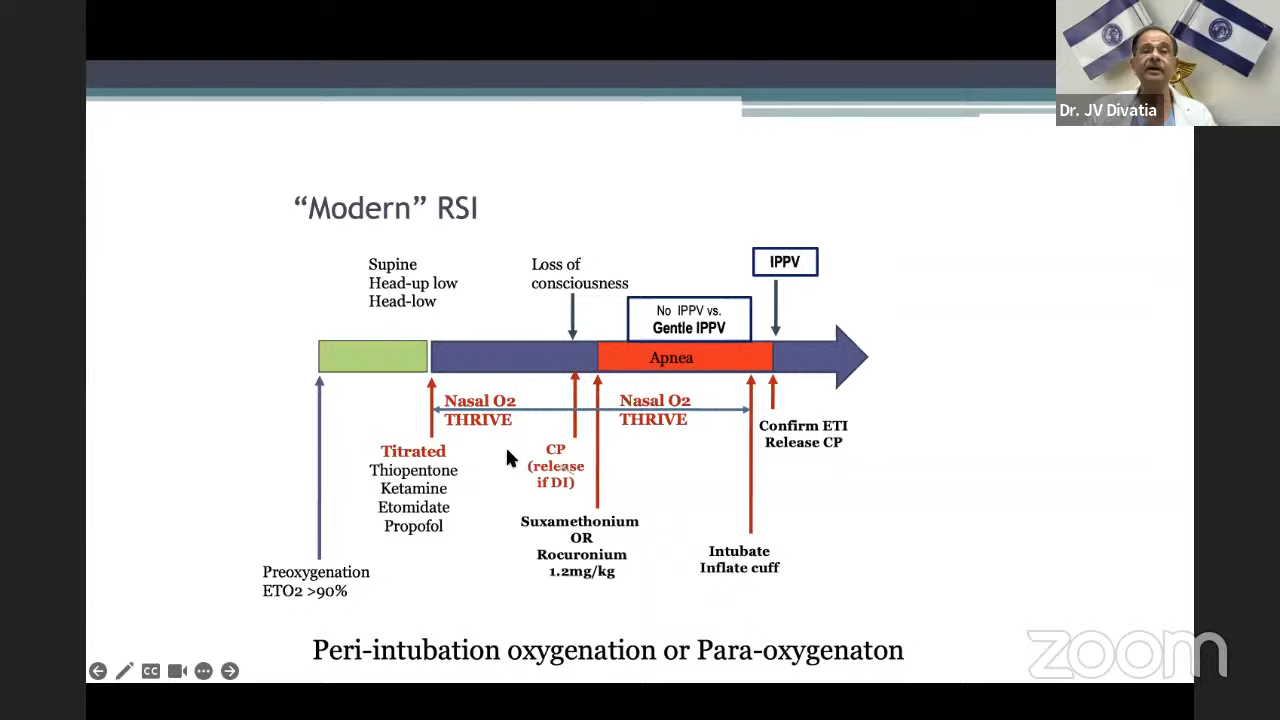 Dr. JV Divatia
“Modern” RSI
Supine
Head-up low
Head-low
Loss of
consciousness
IPPV
No IPPV vs.
Gentle IPPV
Apnea
Nasal O2
THRIVE
Nasal O2
THRIVE
Confirm ETI
Release CP
Titrated
Thiopentone
Ketamine
Etomidate
Propofol
CP
(release
if DI)
Suxamethonium
OR
Rocuronium
1.2mg/kg
Intubate
Inflate cuff
Preoxygenation
ETO2 >90%
Peri-intubation oxygenation or Para-oxygenaton
CC
zoom